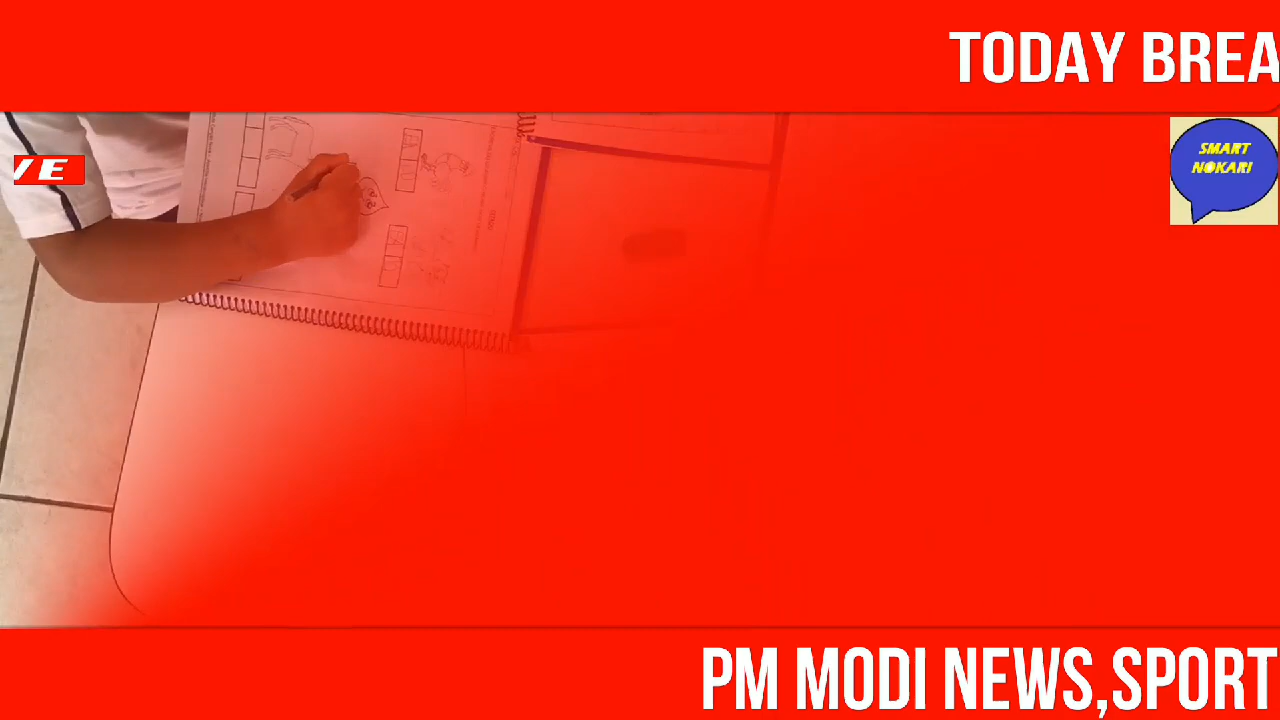 TODAY BREA
VE
SMART
NOKARI
PM MODI NEWS,SPORT